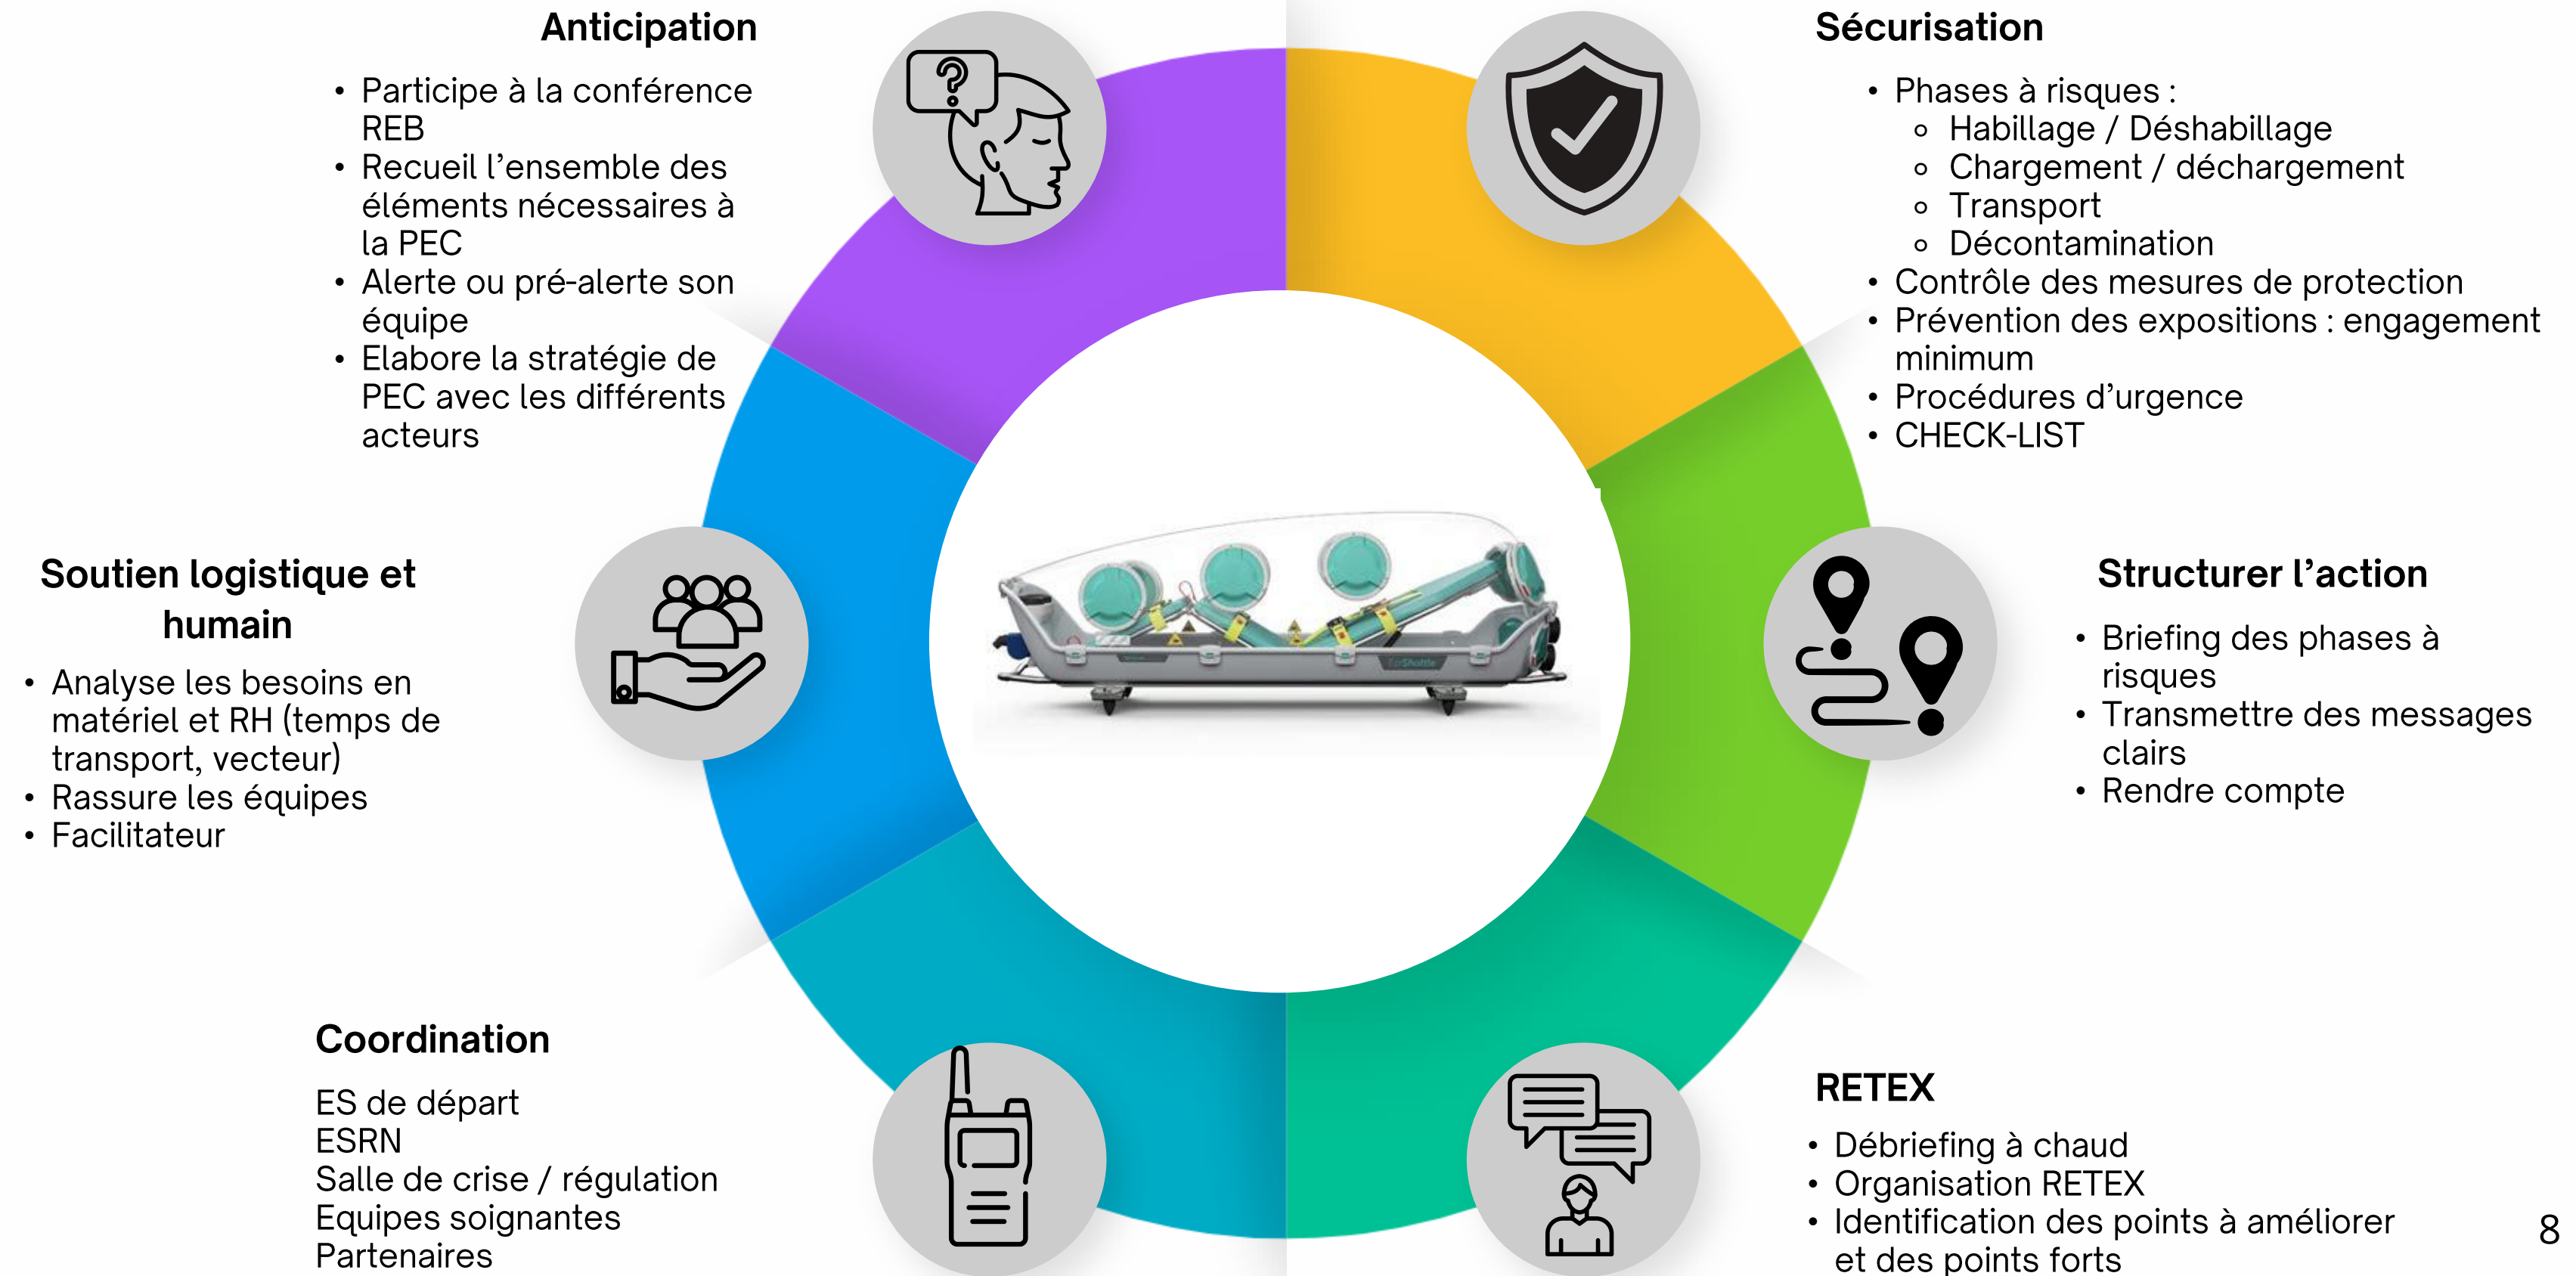 Anticipation
• Participe à la conférence
REB
• Recueil l’ensemble des
éléments nécessaires à
la PEC
• Alerte ou pré-alerte son
équipe
• Elabore la stratégie de
PEC avec les différents
acteurs
Sécurisation
• Phases à risques :
◦ Habillage / Déshabillage
◦ Chargement / déchargement
◦ Transport
◦ Décontamination
• Contrôle des mesures de protection
• Prévention des expositions : engagement
minimum
• Procédures d’urgence
• CHECK-LIST
Soutien logistique et
humain
• Analyse les besoins en
matériel et RH (temps de
transport, vecteur)
• Rassure les équipes
• Facilitateur
?
EpiShuttle
Structurer l’action
• Briefing des phases à
risques
• Transmettre des messages
clairs
• Rendre compte
Coordination
ES de départ
ESRN
Salle de crise / régulation
Equipes soignantes
Partenaires
RETEX
• Débriefing à chaud
• Organisation RETEX
• Identification des points à améliorer
et des points forts
8